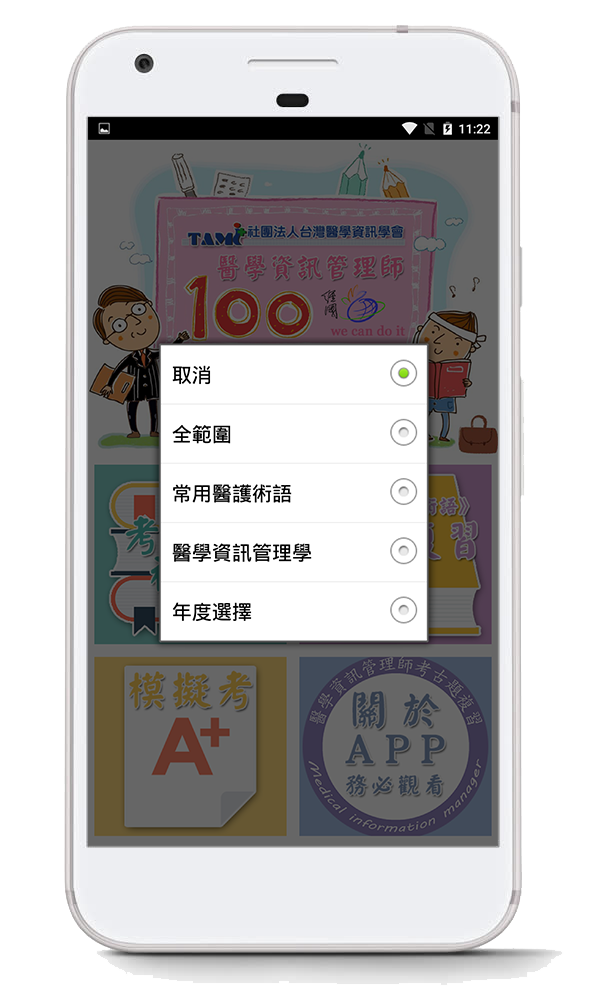 11:22
TAMI 社團法人台灣醫學資訊學會
醫學資訊管理師
100
we can do it
取消
全範圍
常用醫護術語
醫學資訊管理學
年度選擇
考
術語》
複習
模擬考
A+
醫學資訊管理師考古題複習
關於
APP
務必觀看
Medical information manager